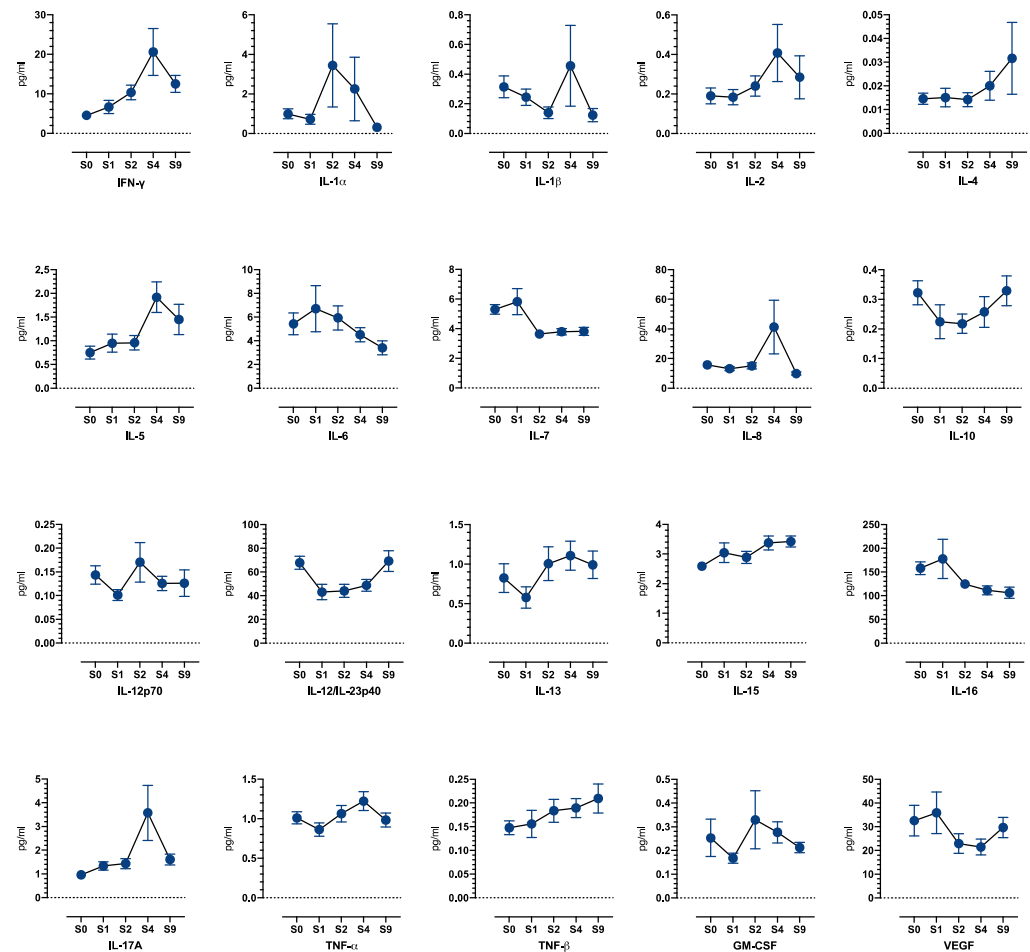 30
20
10
0
pg/ml
S0 S1 S2 S4 S9
IFN-γ
6
4
2
0
pg/ml
S0 S1 S2 S4 S9
IL-1α
0.8
0.6
0.4
0.2
0.0
pg/ml
S0 S1 S2 S4 S9
IL-1β
0.6
0.4
0.2
0.0
pg/ml
S0 S1 S2 S4 S9
IL-2
0.05
0.04
0.03
0.02
0.01
0.00
pg/ml
S0 S1 S2 S4 S9
IL-4
2.5
2.0
1.5
1.0
0.5
0.0
pg/ml
S0 S1 S2 S4 S9
IL-5
10
8
6
4
2
0
pg/ml
S0 S1 S2 S4 S9
IL-6
8
6
4
2
0
pg/ml
S0 S1 S2 S4 S9
IL-7
80
60
40
20
0
pg/ml
S0 S1 S2 S4 S9
IL-8
0.4
0.3
0.2
0.1
0.0
pg/ml
S0 S1 S2 S4 S9
IL-10
0.25
0.20
0.15
0.10
0.05
0.00
pg/ml
S0 S1 S2 S4 S9
IL-12p70
100
80
60
40
20
0
pg/ml
S0 S1 S2 S4 S9
IL-12/IL-23p40
1.5
1.0
0.5
0.0
pg/ml
S0 S1 S2 S4 S9
IL-13
4
3
2
1
0
pg/ml
S0 S1 S2 S4 S9
IL-15
250
200
150
100
50
0
pg/ml
S0 S1 S2 S4 S9
IL-16
5
4
3
2
1
0
pg/ml
S0 S1 S2 S4 S9
IL-17A
1.5
1.0
0.5
0.0
pg/ml
S0 S1 S2 S4 S9
TNF-α
0.25
0.20
0.15
0.10
0.05
0.00
pg/ml
S0 S1 S2 S4 S9
TNF-β
0.5
0.4
0.3
0.2
0.1
0.0
pg/ml
S0 S1 S2 S4 S9
GM-CSF
50
40
30
20
10
0
pg/ml
S0 S1 S2 S4 S9
VEGF